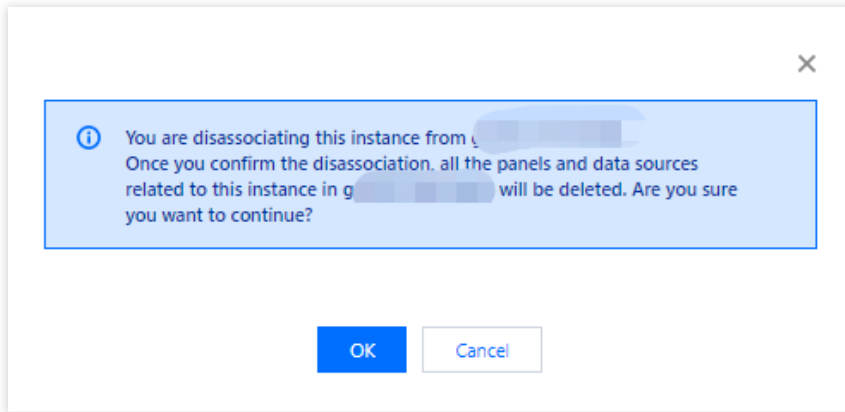 You are disassociating this instance from
Once you confirm the disassociation, all the panels and data sources
related to this instance in g will be deleted. Are you sure
you want to continue?
OK
Cancel